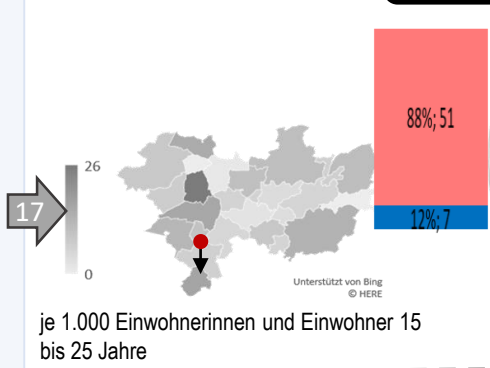 88%; 51
26
17
12%; 7
0
Unterstützt von Bing
© HERE
je 1.000 Einwohnerinnen und Einwohner 15
bis 25 Jahre